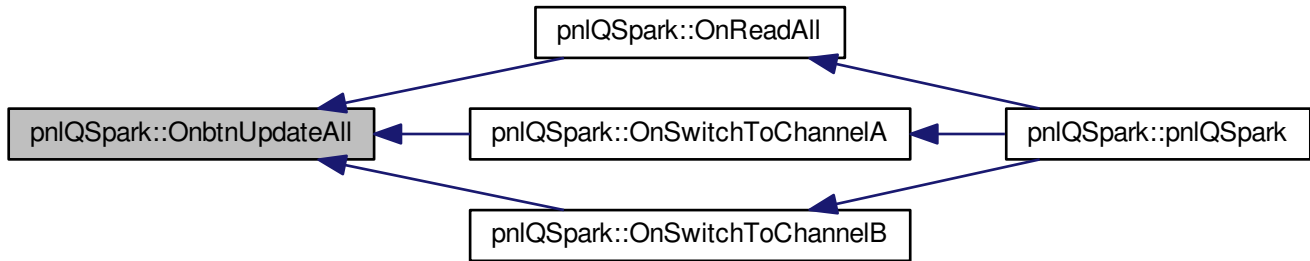 pnlQSpark::OnReadAll
pnlQSpark::OnbtnUpdateAll
pnlQSpark::OnSwitchToChannelA
pnlQSpark::pnlQSpark
pnlQSpark::OnSwitchToChannelB